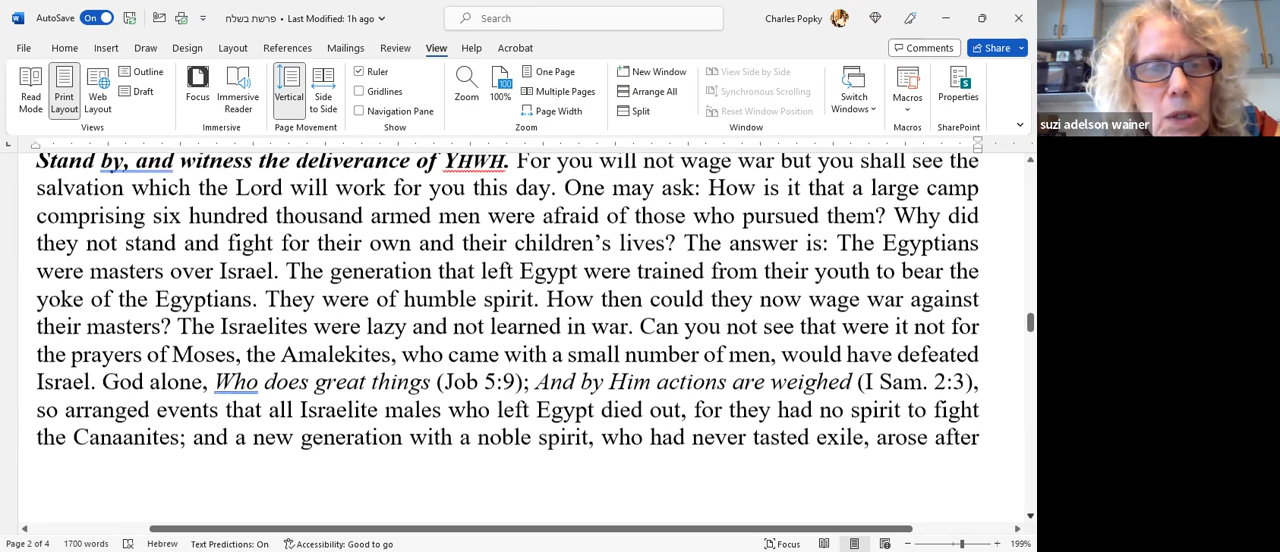 AutoSave On פרשת בשלח • Last Modified: 1h ago Search Charles Popky
File Home Insert Draw Design Layout References Mailings Review View Help Acrobat Comments Share
Read Mode Print Layout Web Layout Outline Draft Views
Focus Immersive Reader Immersive
Vertical Side to Side Page Movement
Ruler Gridlines Navigation Pane Show
Zoom 100 100% One Page Multiple Pages Page Width Zoom
New Window Arrange All Split View Side by Side Synchronous Scrolling Reset Window Position Switch Windows Window
Macros Macros
Properties SharePoint
suzi adelson wainer
Stand by, and witness the deliverance of YHWH. For you will not wage war but you shall see the
salvation which the Lord will work for you this day. One may ask: How is it that a large camp
comprising six hundred thousand armed men were afraid of those who pursued them? Why did
they not stand and fight for their own and their children’s lives? The answer is: The Egyptians
were masters over Israel. The generation that left Egypt were trained from their youth to bear the
yoke of the Egyptians. They were of humble spirit. How then could they now wage war against
their masters? The Israelites were lazy and not learned in war. Can you not see that were it not for
the prayers of Moses, the Amalekites, who came with a small number of men, would have defeated
Israel. God alone, Who does great things (Job 5:9); And by Him actions are weighed (I Sam. 2:3),
so arranged events that all Israelite males who left Egypt died out, for they had no spirit to fight
the Canaanites; and a new generation with a noble spirit, who had never tasted exile, arose after
Page 2 of 4 1700 words Hebrew Text Predictions: On Accessibility: Good to go Focus 199%